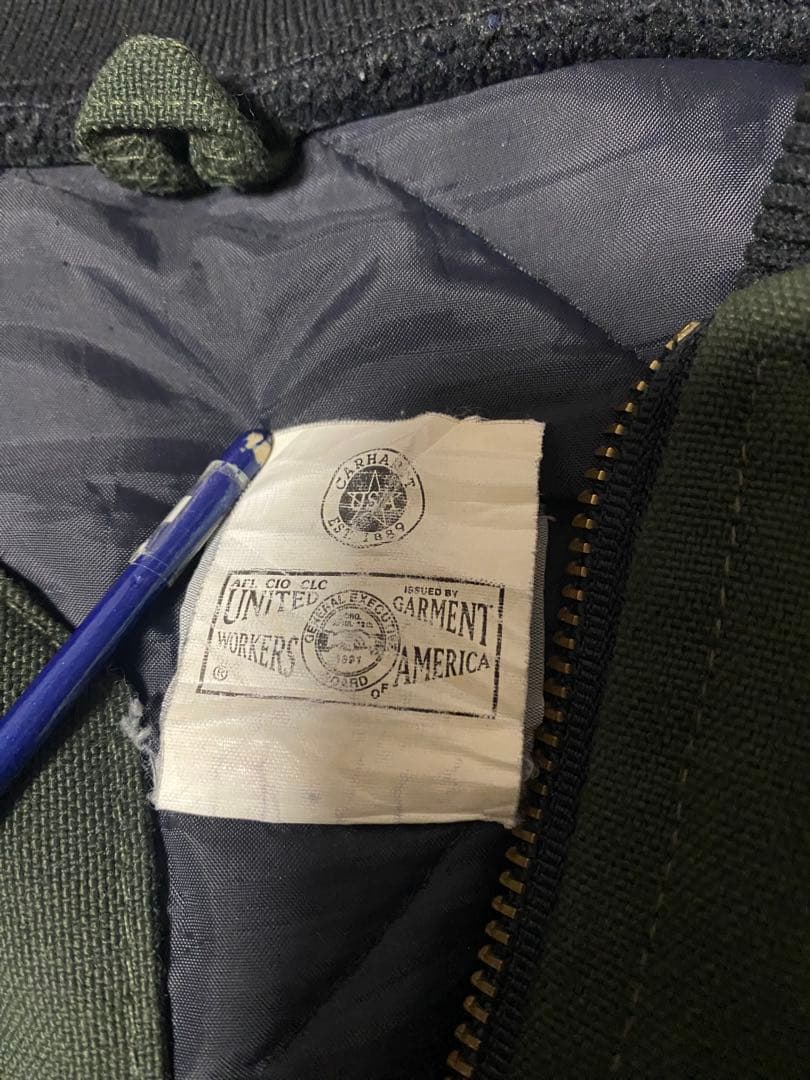 CARHARTT
USA
EST. 1889
AFL CIO CLC
ISSUED BY
UNITED GARMENT
WORKERS OF AMERICA
GENERAL EXECUTIVE
BOARD
1891
®